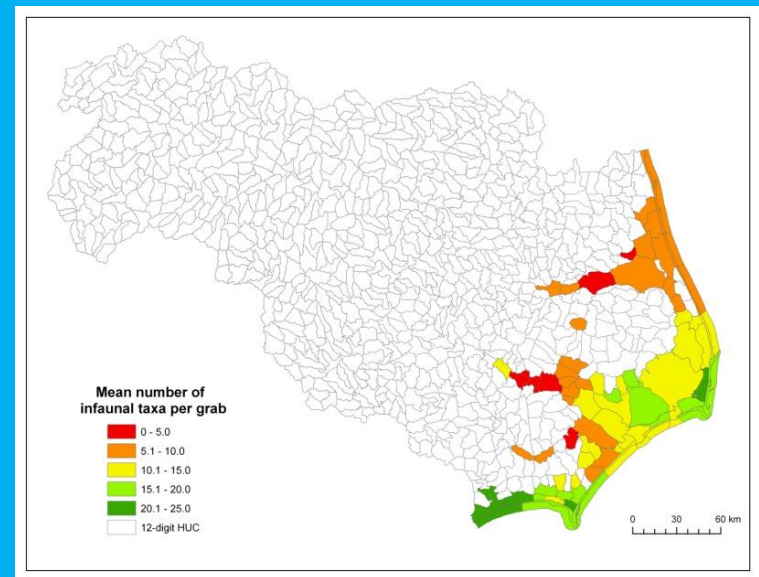 Mean number of
infaunal taxa per grab
0 - 5.0
5.1 - 10.0
10.1 - 15.0
15.1 - 20.0
20.1 - 25.0
12-digit HUC
0 30 60 km